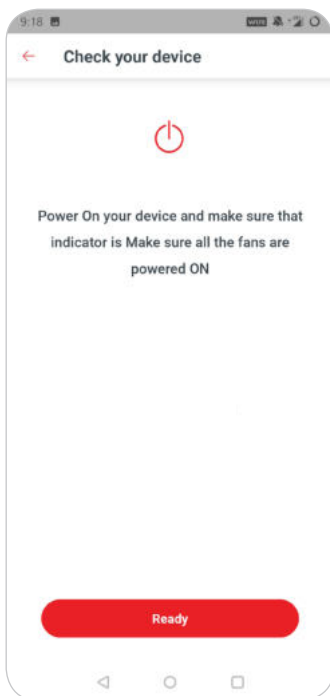 9:18
Check your device
Power On your device and make sure that
indicator is Make sure all the fans are
powered ON
Ready